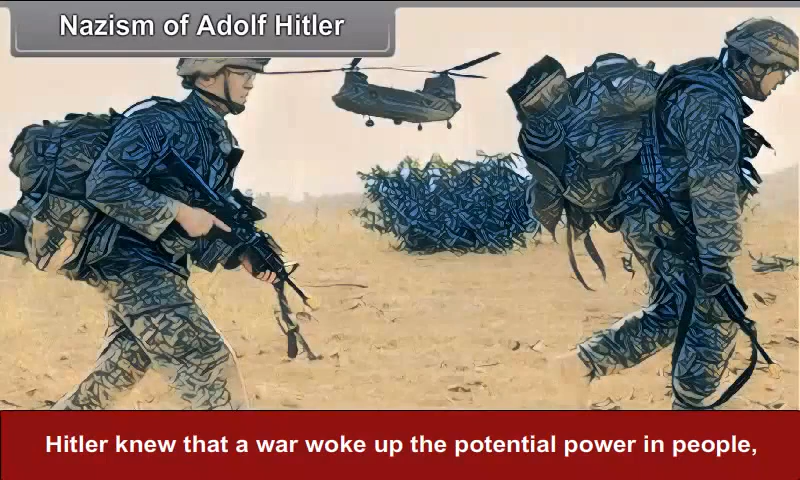 Nazism of Adolf Hitler
Hitler knew that a war woke up the potential power in people,